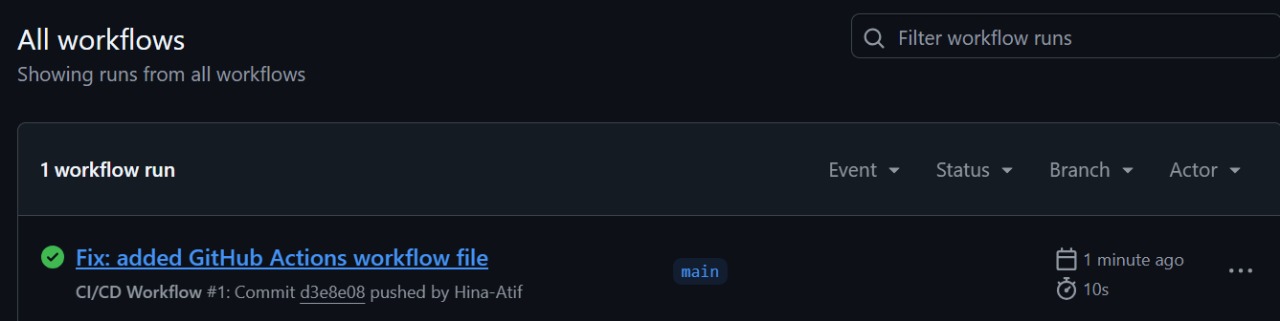 All workflows
Filter workflow runs
Showing runs from all workflows
1 workflow run
Event
Status
Branch
Actor
Fix: added GitHub Actions workflow file
main
1 minute ago
CI/CD Workflow #1: Commit d3e8e08 pushed by Hina-Atif
10s